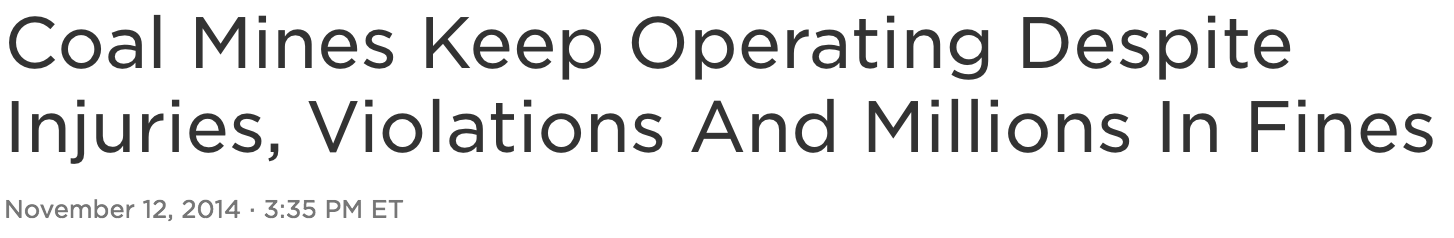 Coal Mines Keep Operating Despite
Injuries, Violations And Millions In Fines
November 12, 2014 · 3:35 PM ET